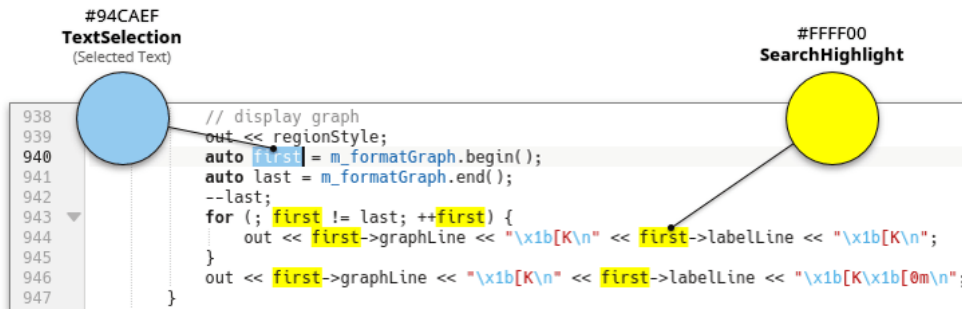 #94CAEF
TextSelection
(Selected Text)
#FFFF00
SearchHighlight
938 // display graph
939 out << regionStyle;
940 auto first = m_formatGraph.begin();
941 auto last = m_formatGraph.end();
942 --last;
943 for (; first != last; ++first) {
944 out << first->graphLine << "\x1b[K\n" << first->labelLine << "\x1b[K\n";
945 }
946 out << first->graphLine << "\x1b[K\n" << first->labelLine << "\x1b[K\x1b[0m\n";
947 }